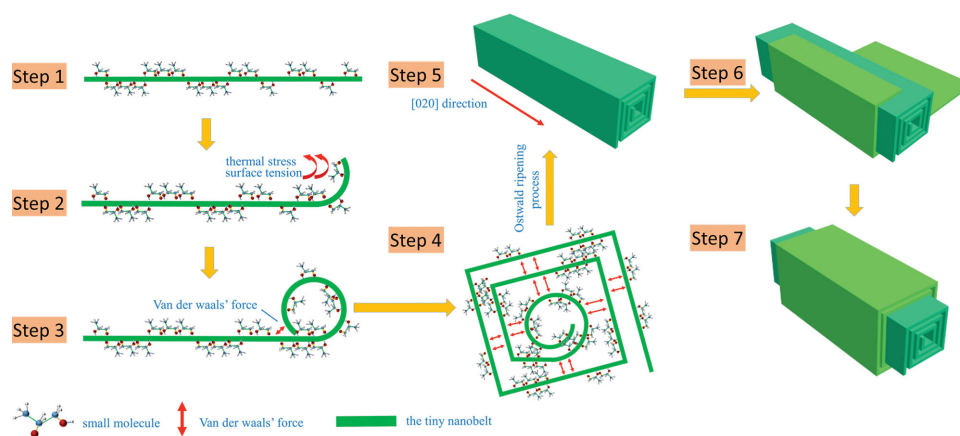 Step 1
Step 5
[020] direction
Step 6
thermal stress
surface tension
Step 2
Ostwald ripening
process
Step 4
Step 7
Van der waals' force
Step 3
small molecule
Van der waals' force
the tiny nanobelt